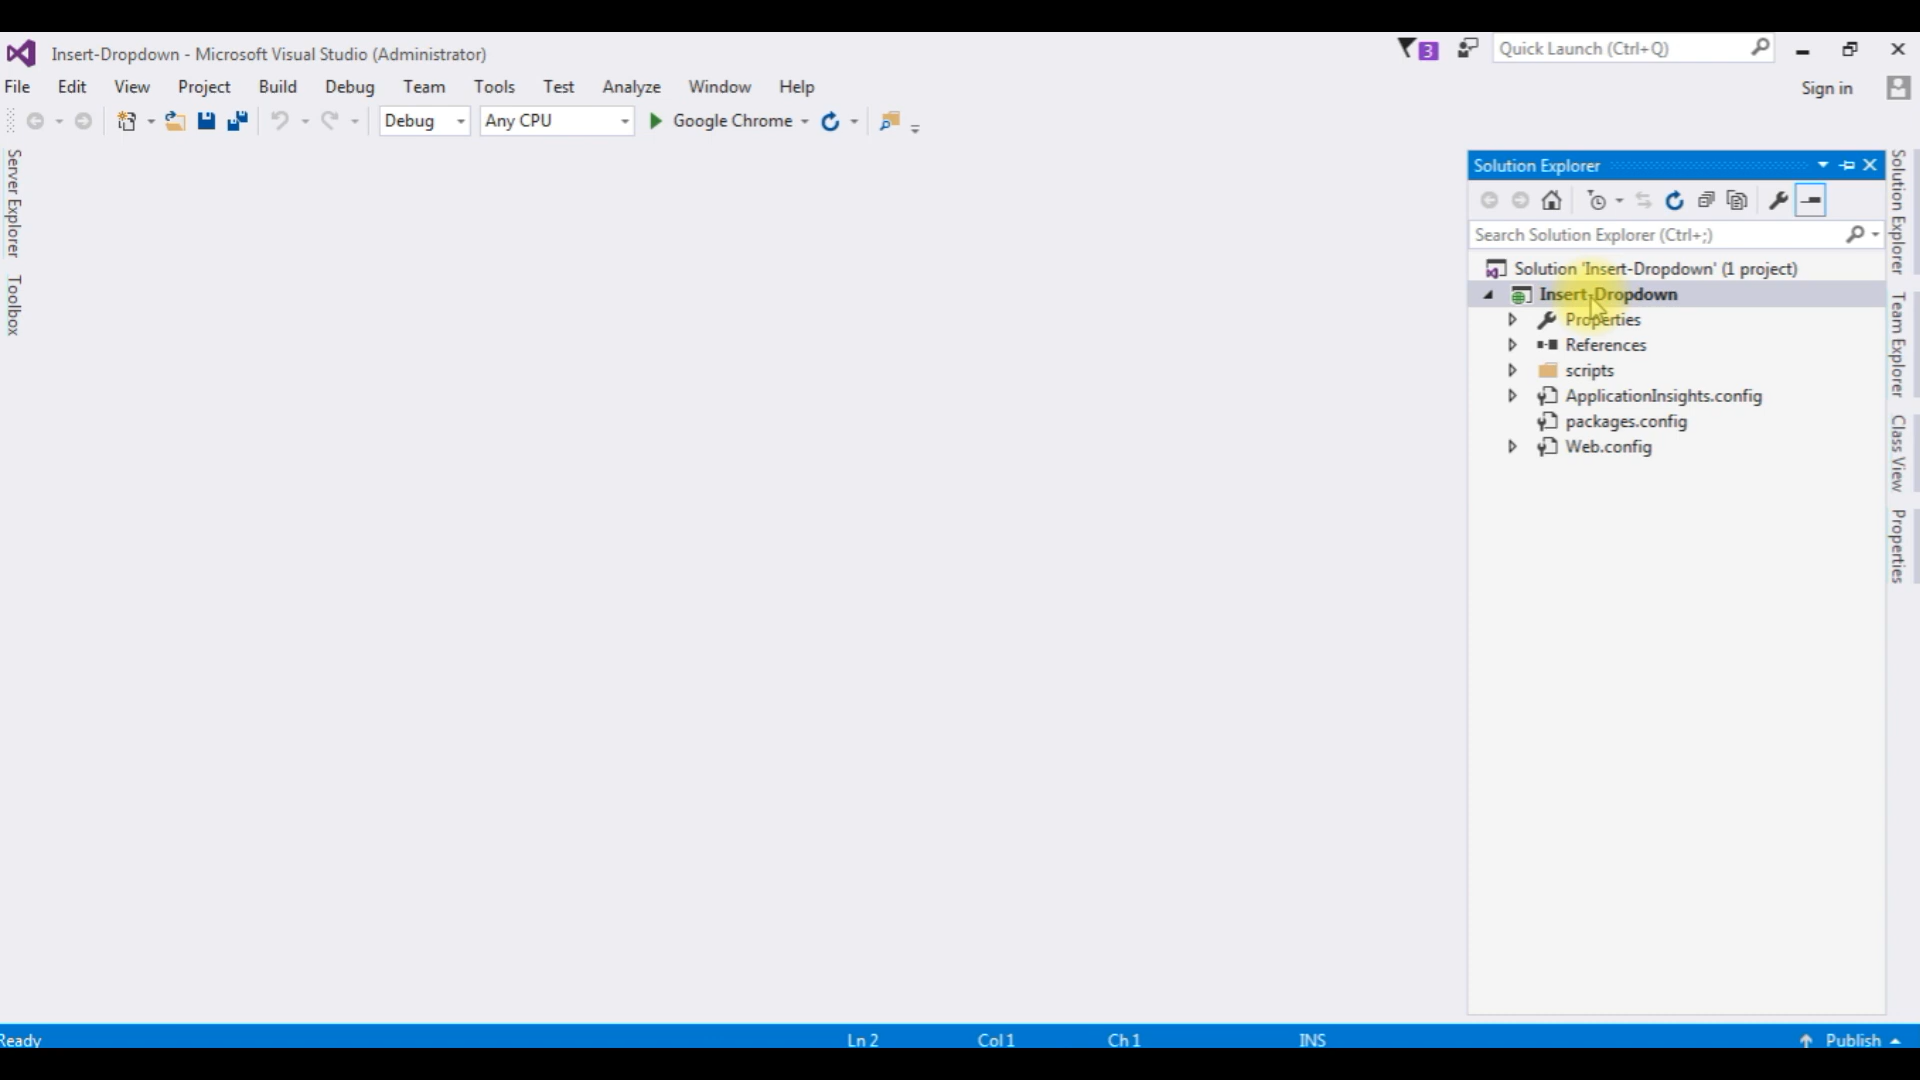 Insert-Dropdown - Microsoft Visual Studio (Administrator)
3
Quick Launch (Ctrl+Q)
File Edit View Project Build Debug Team Tools Test Analyze Window Help
Sign in
Debug Any CPU Google Chrome
Server Explorer
Toolbox
Solution Explorer
Search Solution Explorer (Ctrl+;)
Solution 'Insert-Dropdown' (1 project)
Insert-Dropdown
Properties
References
scripts
ApplicationInsights.config
packages.config
Web.config
Solution Explorer
Team Explorer
Class View
Properties
Ready Ln 2 Col 1 Ch 1 INS Publish